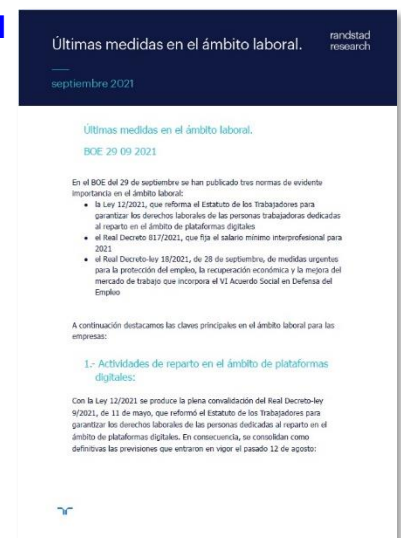 Últimas medidas en el ámbito laboral.
randstad
research
septiembre 2021
Últimas medidas en el ámbito laboral.
BOE 29 09 2021
En el BOE del 29 de septiembre se han publicado tres normas de evidente
importancia en el ámbito laboral:
• la Ley 12/2021, que reforma el Estatuto de los Trabajadores para
garantizar los derechos laborales de las personas trabajadoras dedicadas
al reparto en el ámbito de plataformas digitales
• el Real Decreto 817/2021, que fija el salario mínimo interprofesional para
2021
• el Real Decreto-ley 18/2021, de 28 de septiembre, de medidas urgentes
para la protección del empleo, la recuperación económica y la mejora del
mercado de trabajo que incorpora el VI Acuerdo Social en Defensa del
Empleo
A continuación destacamos las claves principales en el ámbito laboral para las
empresas:
1.- Actividades de reparto en el ámbito de plataformas
digitales:
Con la Ley 12/2021 se produce la plena convalidación del Real Decreto-ley
9/2021, de 11 de mayo, que reformó el Estatuto de los Trabajadores para
garantizar los derechos laborales de las personas dedicadas al reparto en el
ámbito de plataformas digitales. En consecuencia, se consolidan como
definitivas las previsiones que entraron en vigor el pasado 12 de agosto: